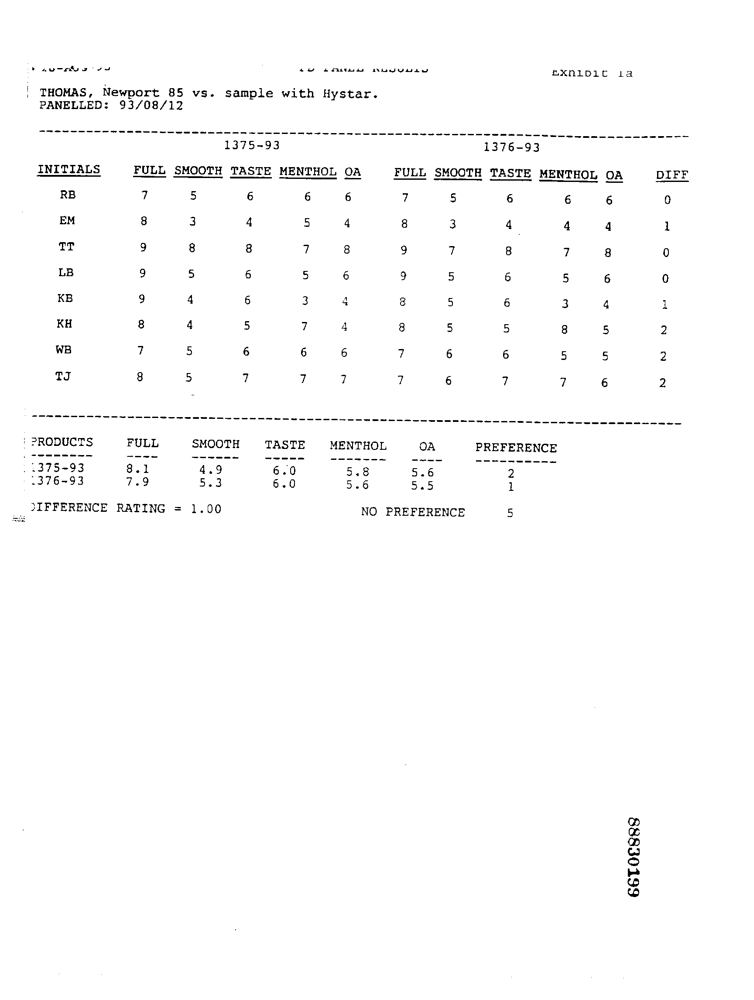 Exhibit 1a
THOMAS, Newport 85 vs. sample with Hystar.
PANELLED: 93/08/12
1375-93 1376-93
INITIALS FULL SMOOTH TASTE MENTHOL OA FULL SMOOTH TASTE MENTHOL OA DIFF
RB 7 5 6 6 6 7 5 6 6 6 0
EM 8 3 4 5 4 8 3 4 4 4 1
TT 9 8 8 7 8 9 7 8 7 8 0
LB 9 5 6 5 6 9 5 6 5 6 0
KB 9 4 6 3 4 8 5 6 3 4 1
KH 8 4 5 7 4 8 5 5 8 5 2
WB 7 5 6 6 6 7 6 6 5 5 2
TJ 8 5 7 7 7 7 6 7 7 6 2
PRODUCTS FULL SMOOTH TASTE MENTHOL OA PREFERENCE
1375-93 8.1 4.9 6.0 5.8 5.6 2
1376-93 7.9 5.3 6.0 5.6 5.5 1
DIFFERENCE RATING = 1.00 NO PREFERENCE 5
88830199